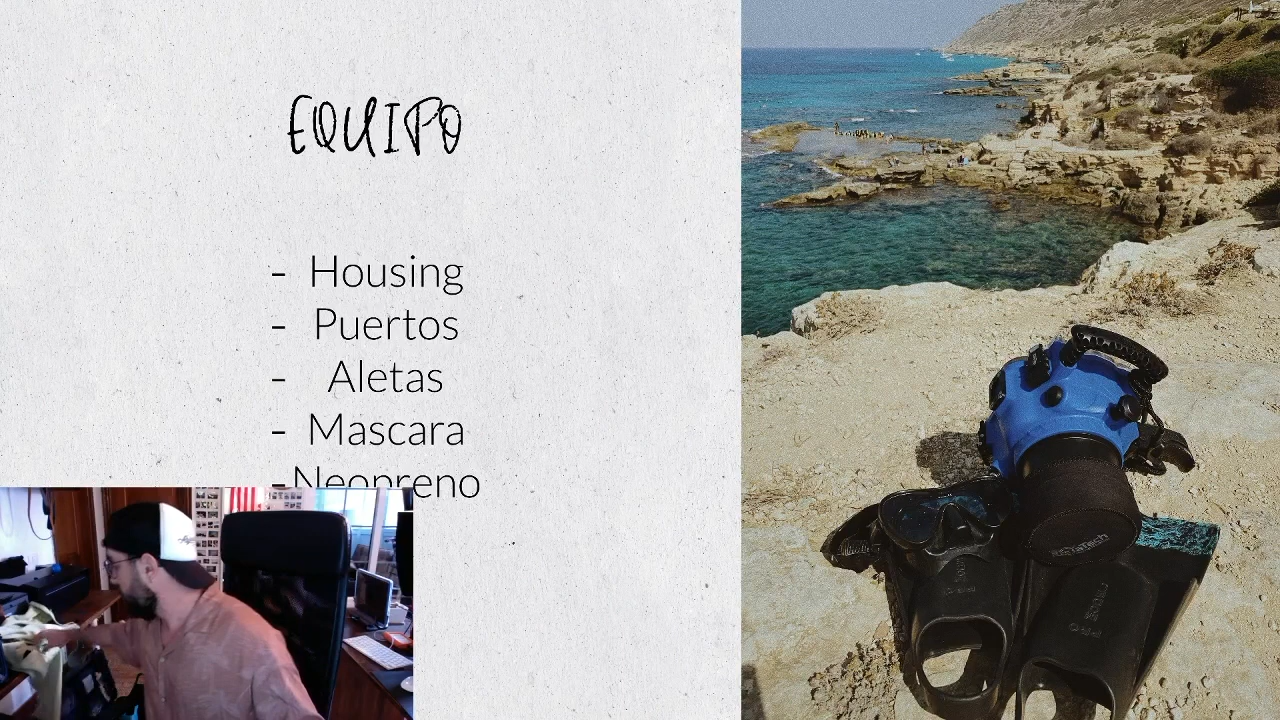 EQUIPO
- Housing
- Puertos
- Aletas
- Mascara
- Neopreno